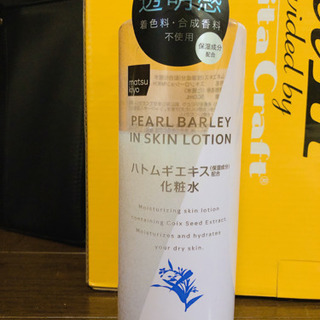 透明感
着色料・合成香料
不使用
保湿成分
配合
matsu
kiyo
PEARL BARLEY
IN SKIN LOTION
ハトムギエキス(保湿成分)配合
化粧水
Moisturizing skin lotion
containing Coix Seed Extract.
Moisturizes and hydrates
your dry skin.
ided by
itaCraft®